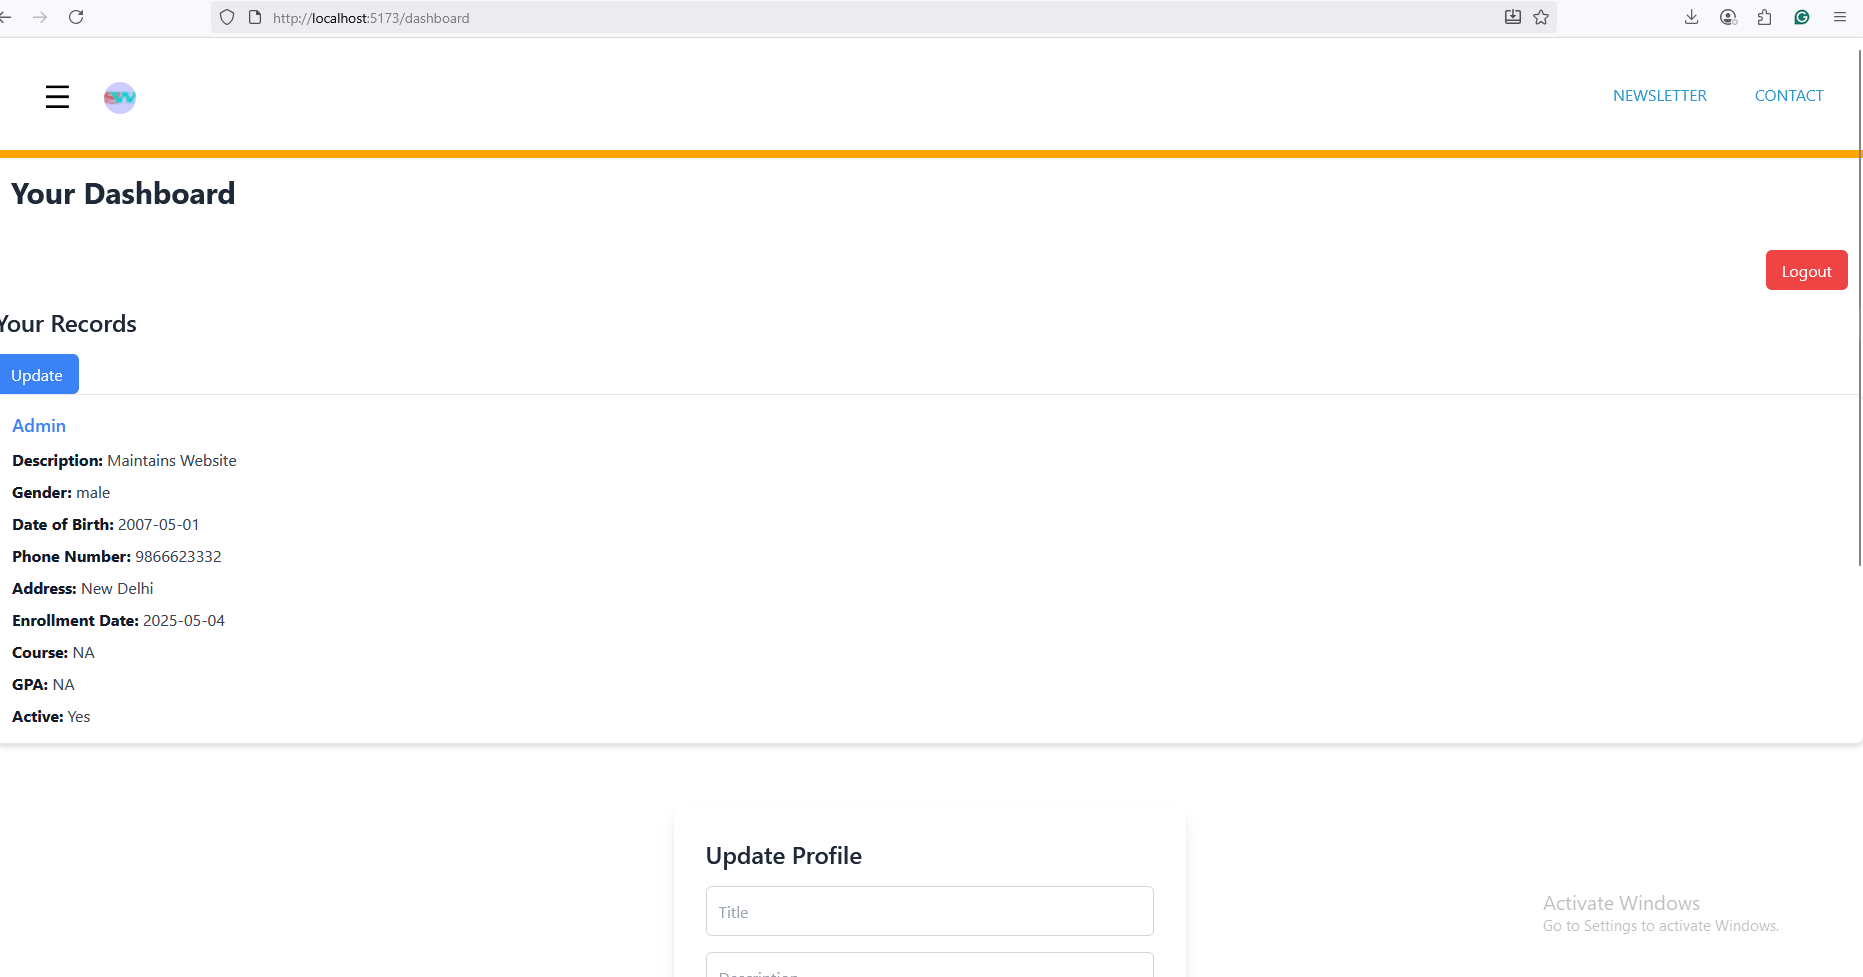 http://localhost:5173/dashboard
SW
NEWSLETTER CONTACT
Your Dashboard
Logout
Your Records
Update
Admin
Description: Maintains Website
Gender: male
Date of Birth: 2007-05-01
Phone Number: 9866623332
Address: New Delhi
Enrollment Date: 2025-05-04
Course: NA
GPA: NA
Active: Yes
Update Profile
Title
Description
Activate Windows
Go to Settings to activate Windows.